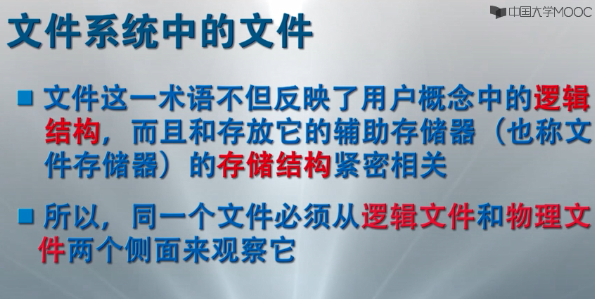 中国大学MOOC
文件系统中的文件
文件这一术语不但反映了用户概念中的逻辑
结构，而且和存放它的辅助存储器（也称文
件存储器）的存储结构紧密相关
所以，同一个文件必须从逻辑文件和物理文
件两个侧面来观察它